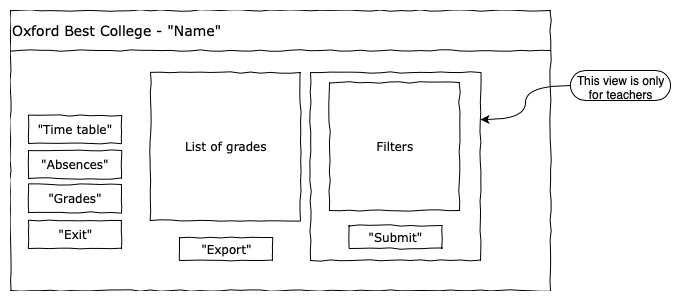 Oxford Best College - "Name"
This view is only
for teachers
"Time table"
"Absences"
"Grades"
"Exit"
List of grades
"Export"
Filters
"Submit"